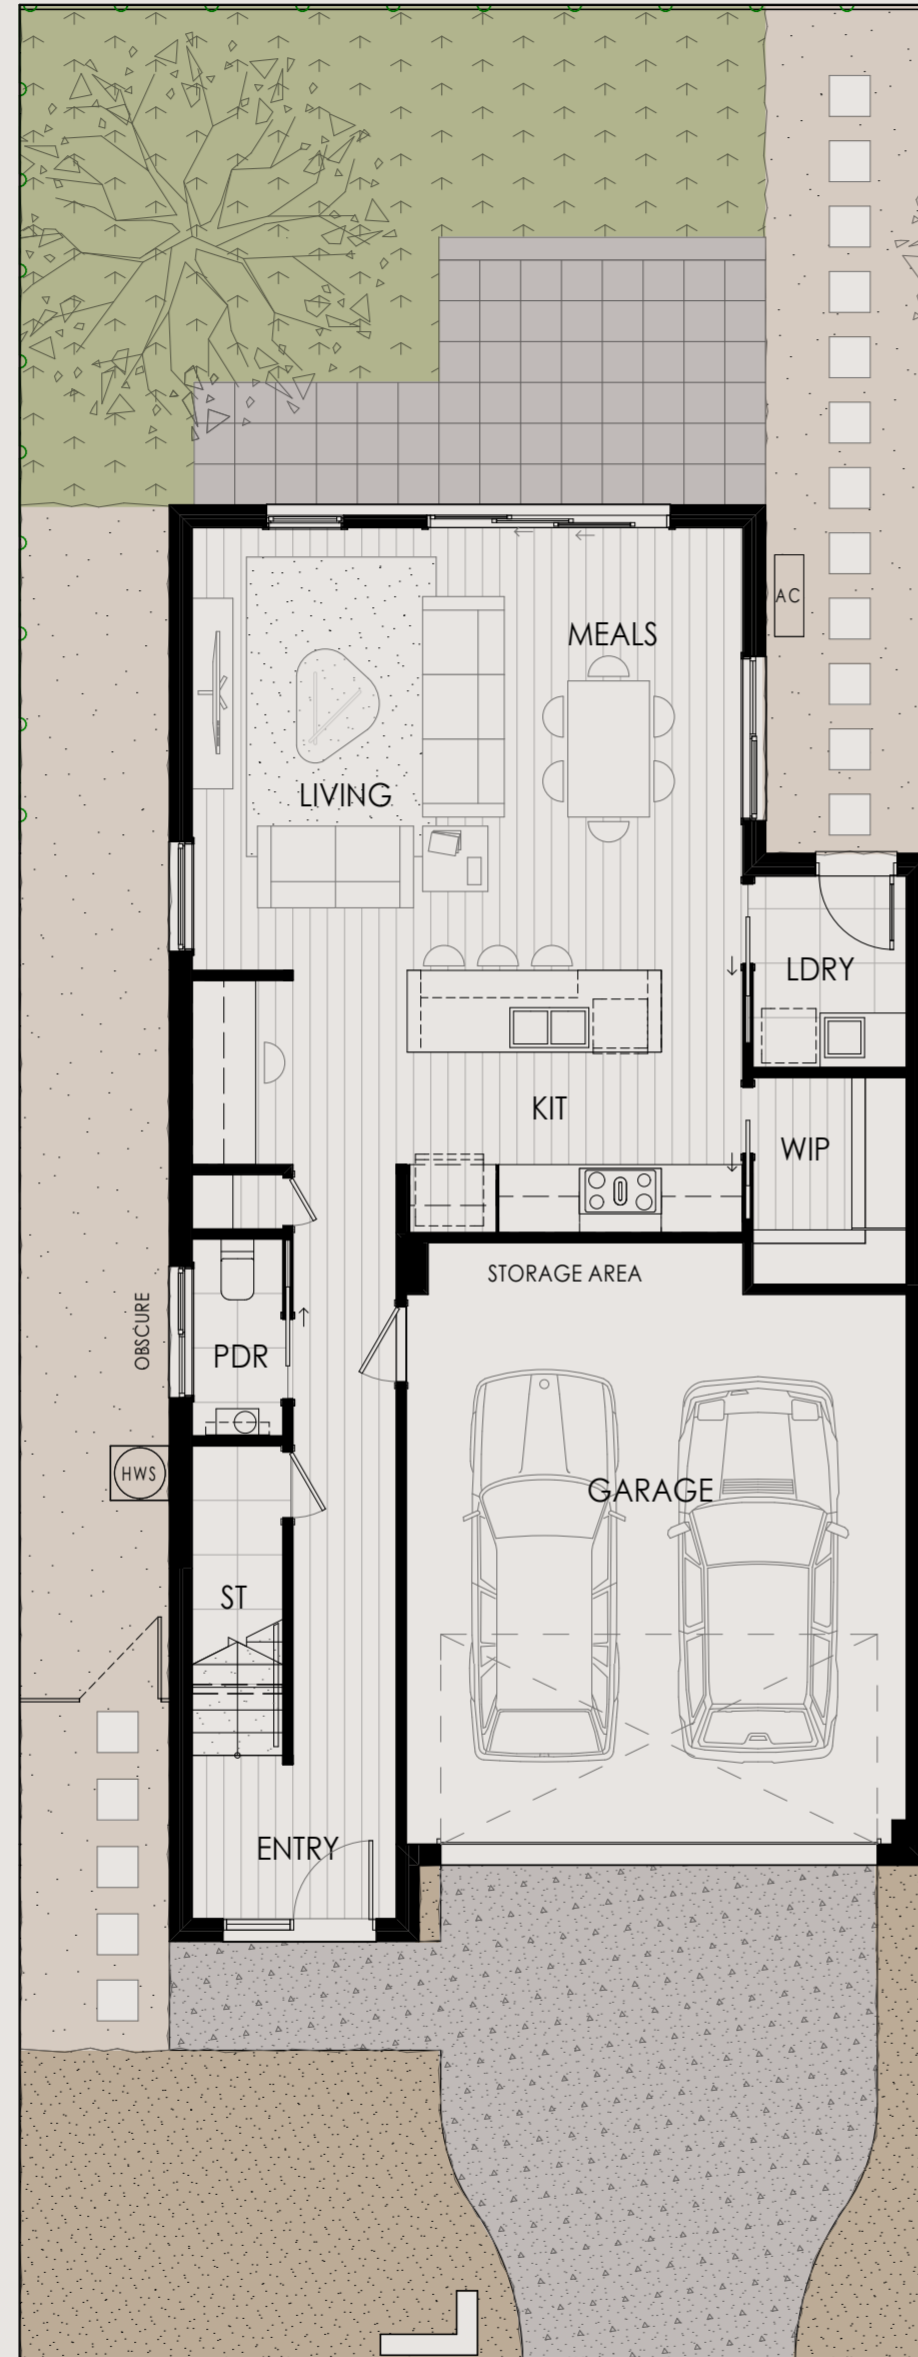 AC
MEALS
LIVING
LDRY
KIT
WIP
STORAGE AREA
OBSCURE
PDR
HWS
GARAGE
ST
ENTRY